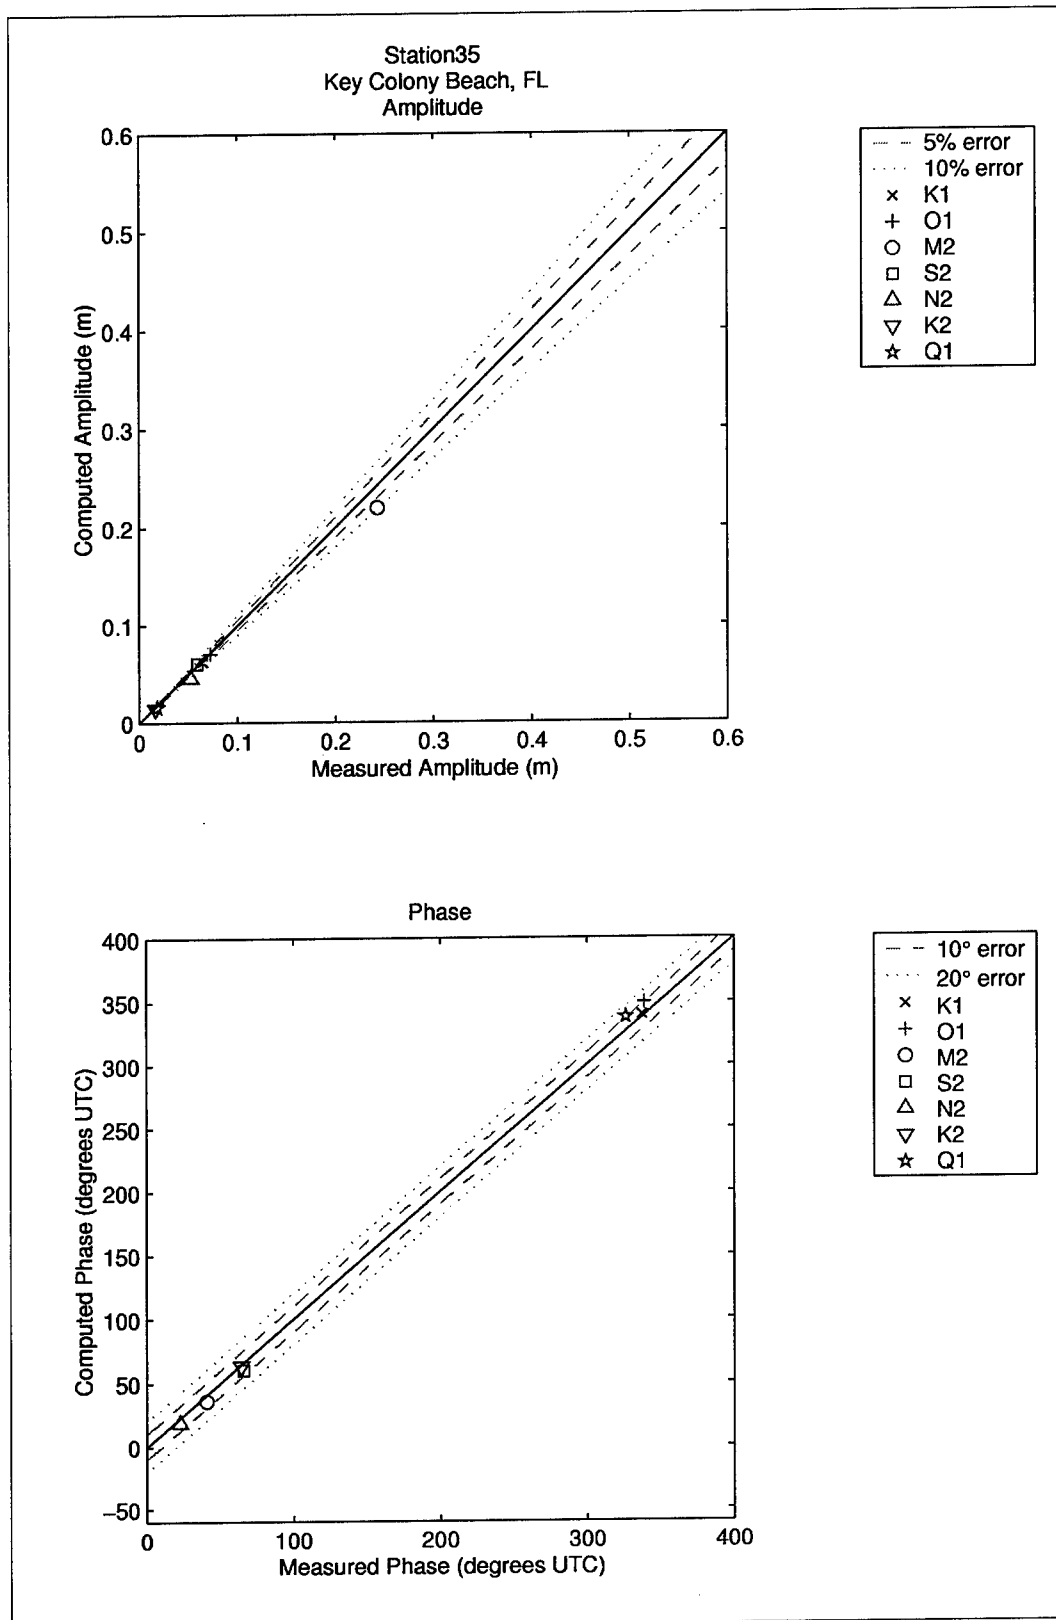 Station35
Key Colony Beach, FL
Amplitude
0.6
0.5
0.4
0.3
0.2
0.1
0
Computed Amplitude (m)
0 0.1 0.2 0.3 0.4 0.5 0.6
Measured Amplitude (m)
5% error
10% error
K1
O1
M2
S2
N2
K2
Q1
Phase
400
350
300
250
200
150
100
50
0
−50
Computed Phase (degrees UTC)
0 100 200 300 400
Measured Phase (degrees UTC)
10° error
20° error
K1
O1
M2
S2
N2
K2
Q1